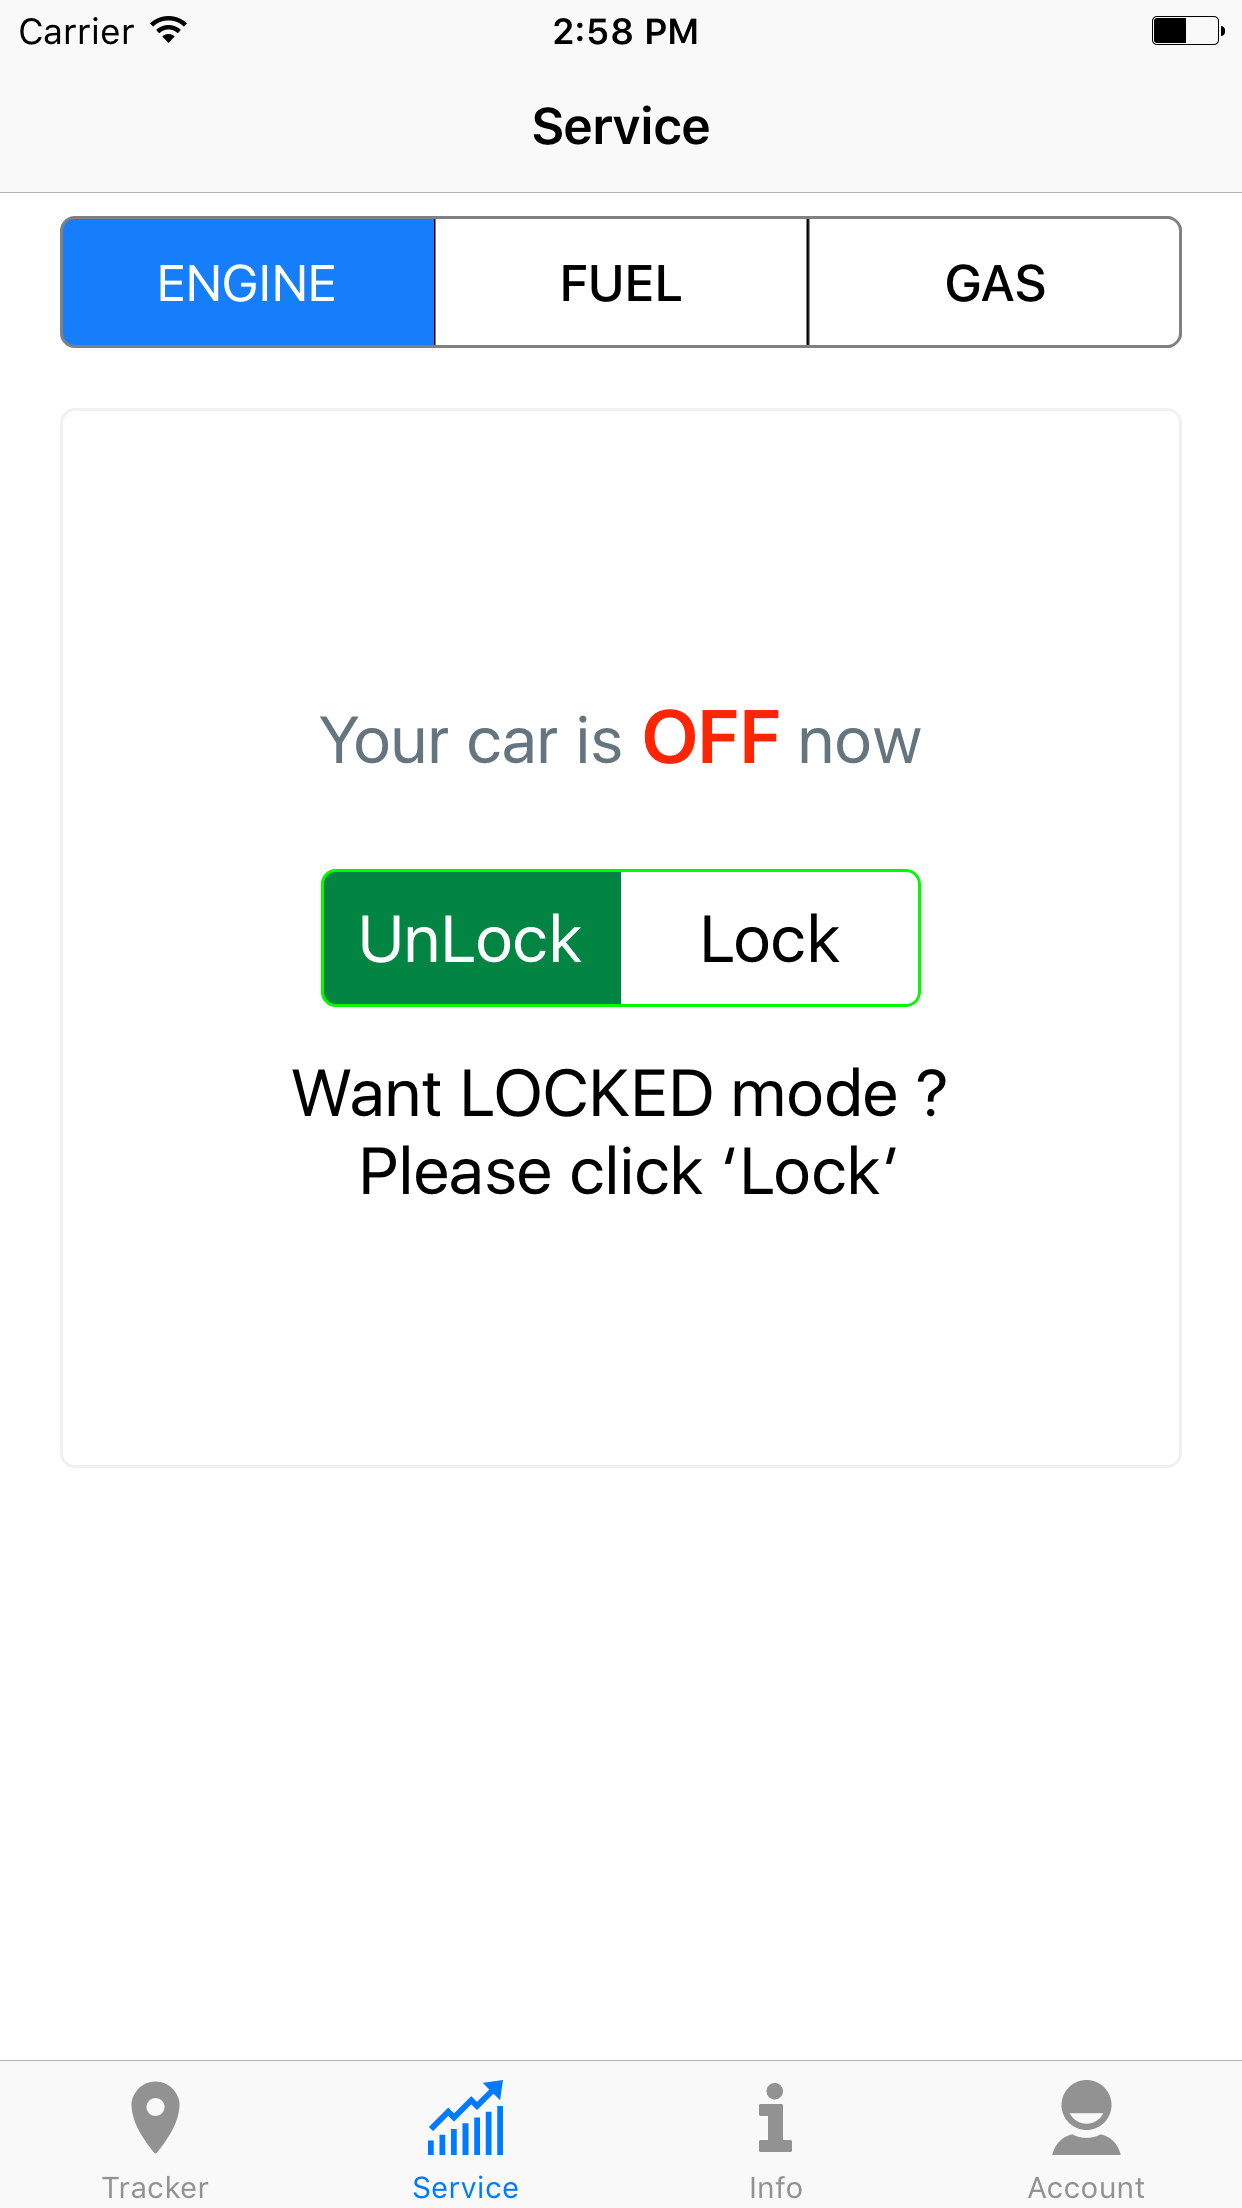 Carrier 2:58 PM
Service
ENGINE FUEL GAS
Your car is OFF now
UnLock Lock
Want LOCKED mode ?
Please click ‘Lock’
Tracker Service Info Account